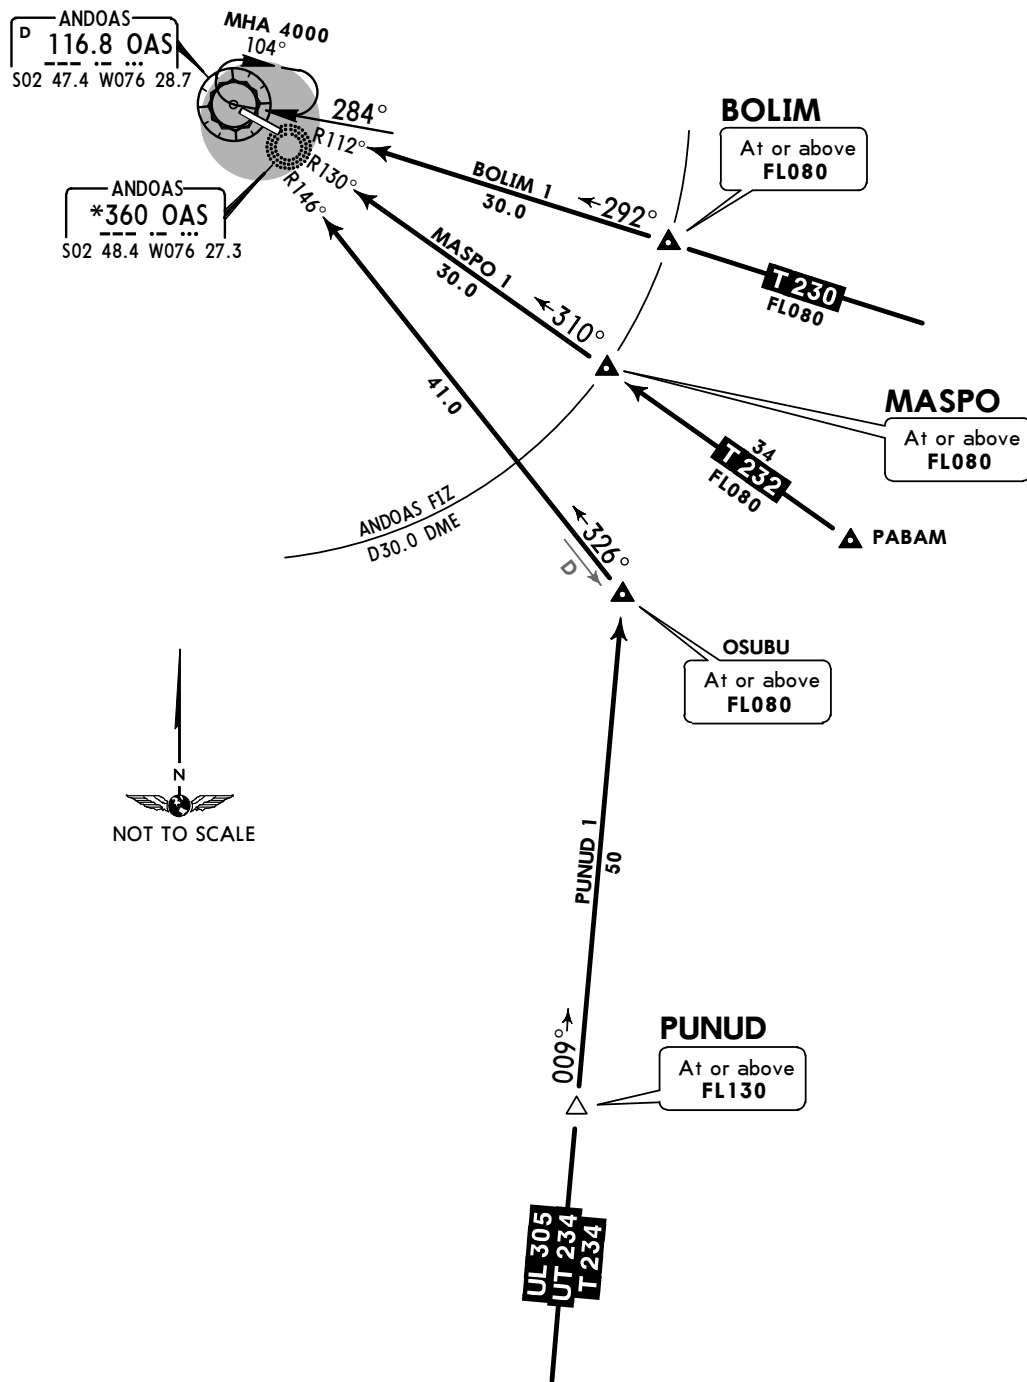 ANDOAS
D 116.8 OAS
S02 47.4 W076 28.7
MHA 4000
104°
284°
R112°
R130°
R146°
ANDOAS
*360 OAS
S02 48.4 W076 27.3
BOLIM
At or above
FL080
BOLIM 1
30.0
292°
T 230
FL080
MASPO 1
30.0
310°
MASPO
At or above
FL080
34
T 232
FL080
PABAM
41.0
ANDOAS FIZ
D30.0 DME
326°
D
OSUBU
At or above
FL080
N
NOT TO SCALE
PUNUD 1
50
009°
PUNUD
At or above
FL130
UL 305
UT 234
T 234